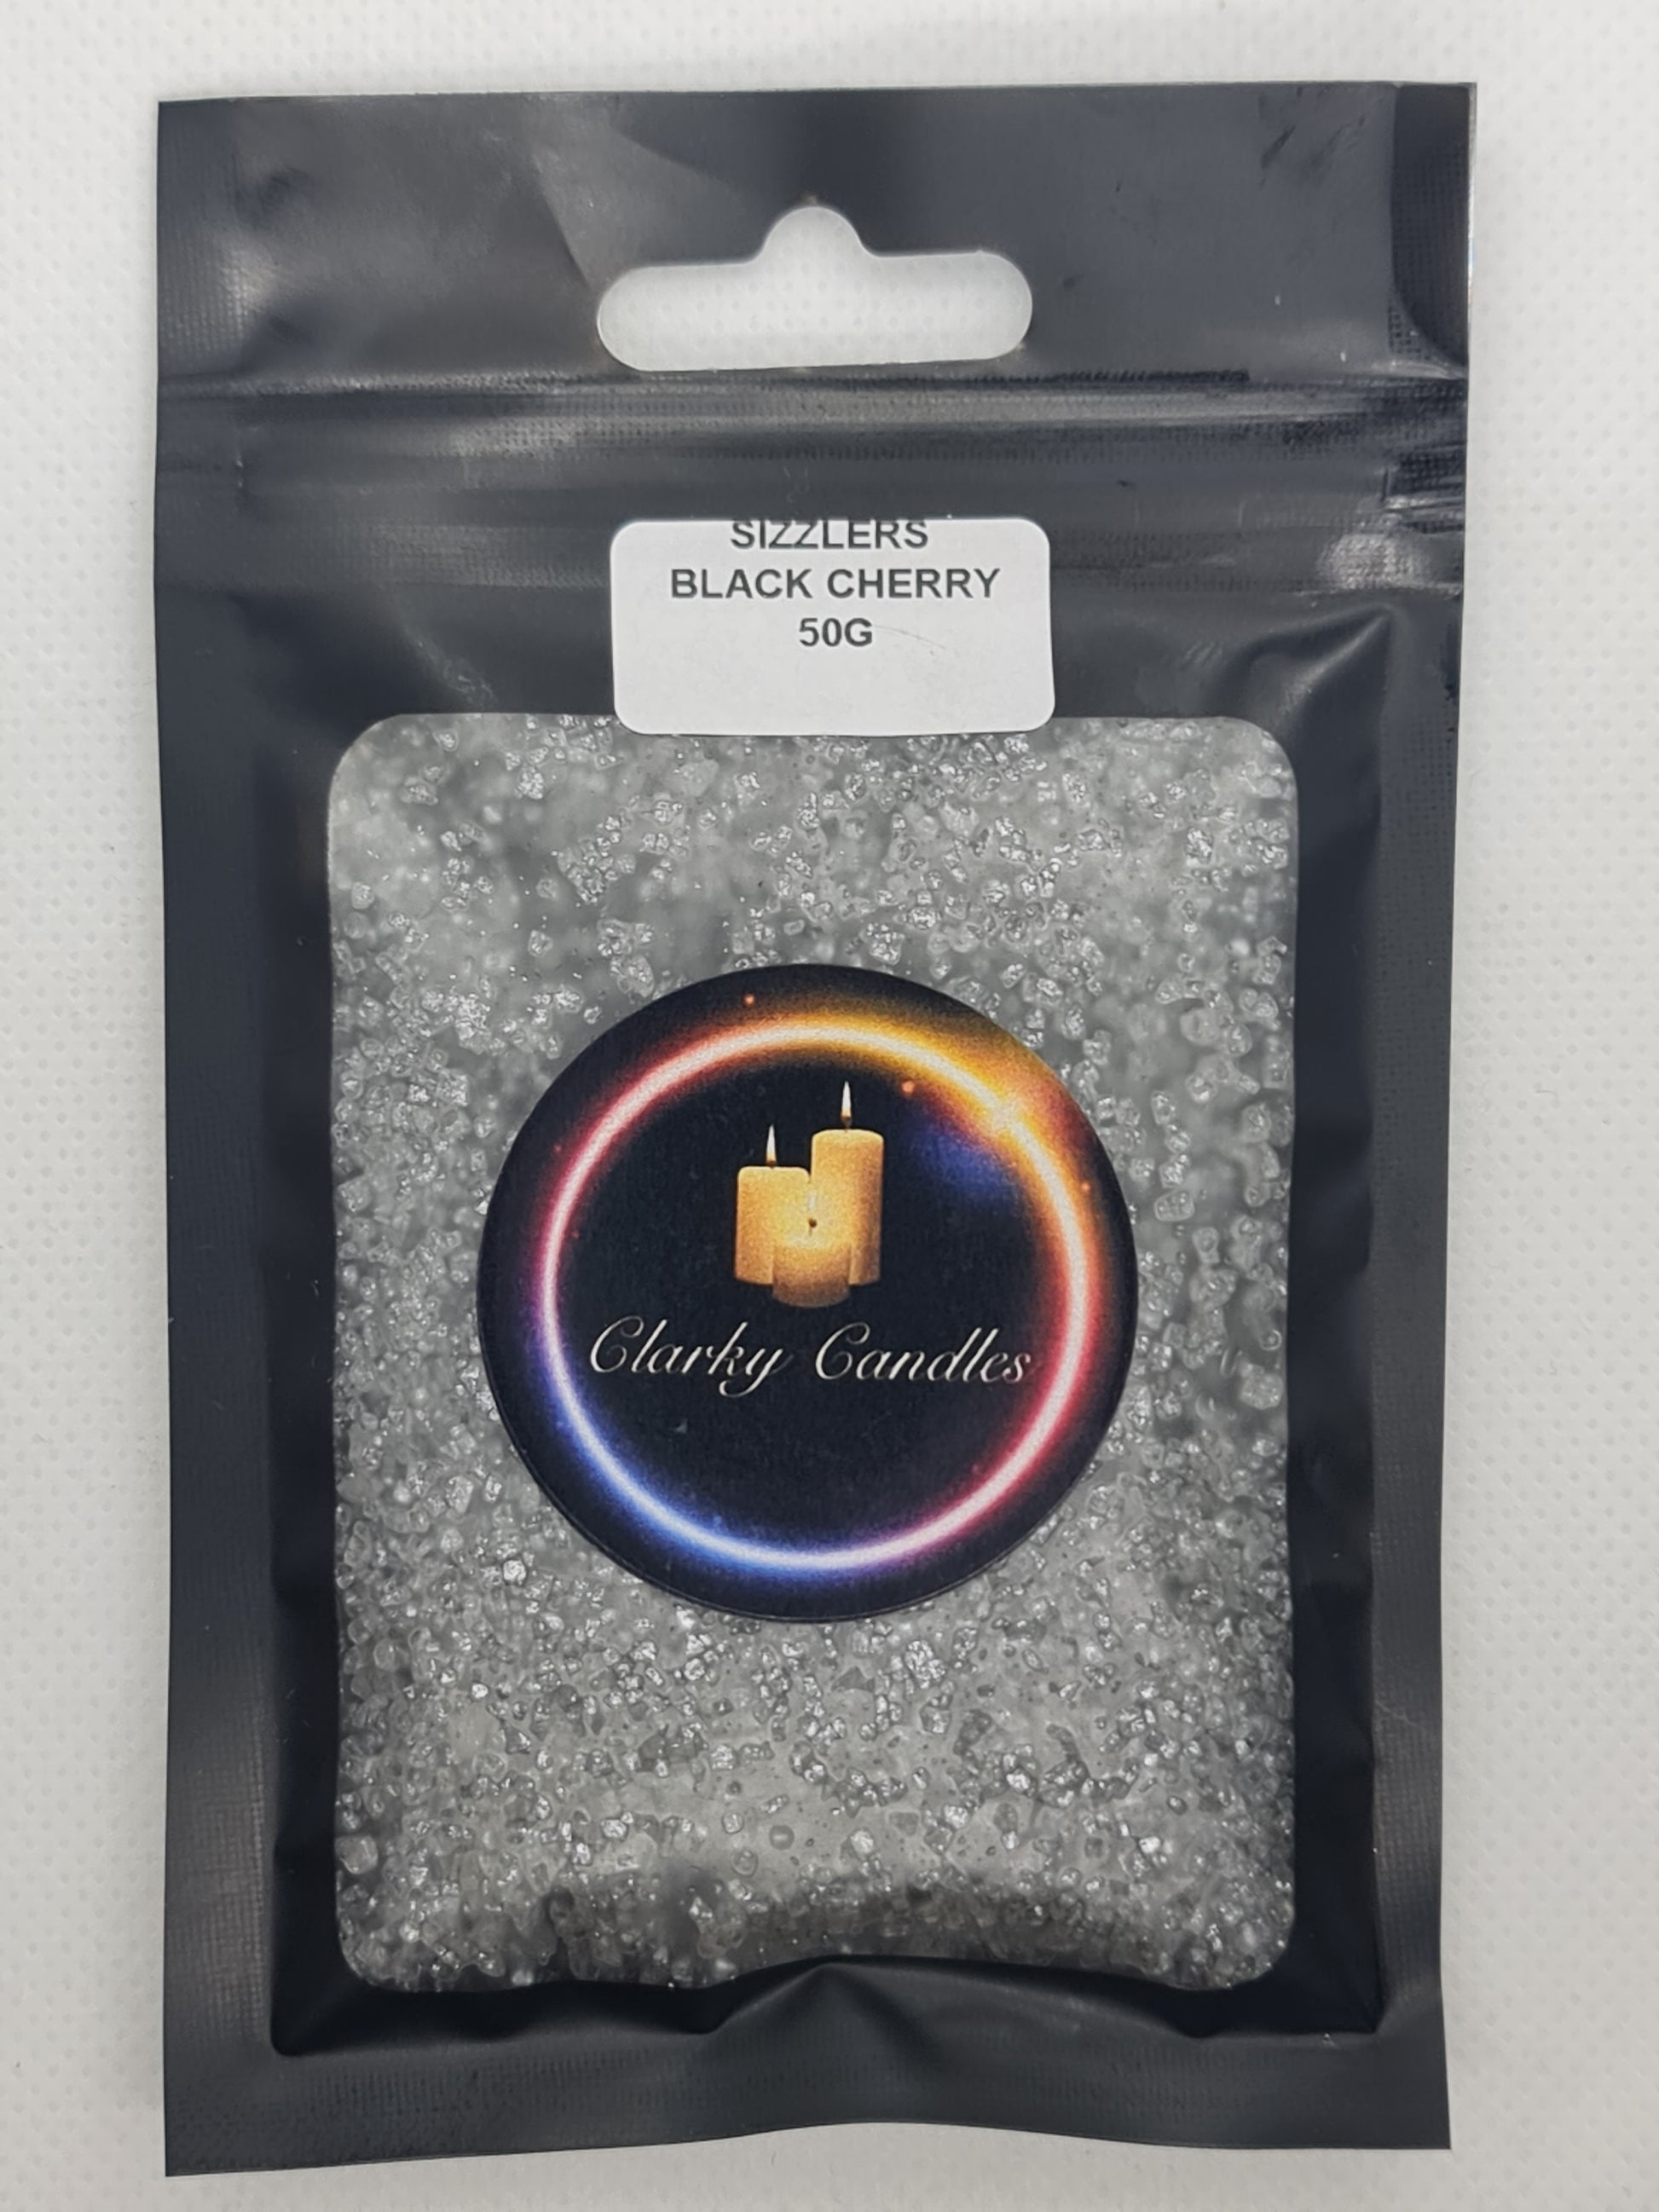 SIZZLERS
BLACK CHERRY
50G
Clarky Candles